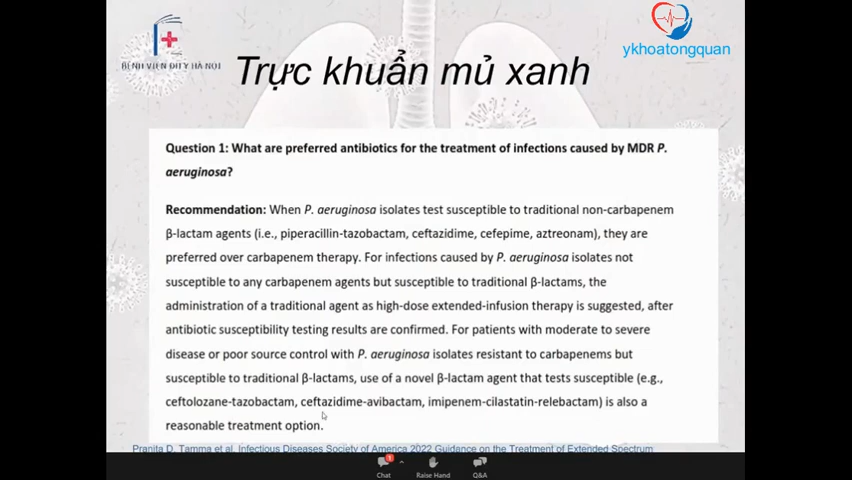 BỆNH VIỆN ĐH Y HÀ NỘI
ykhoatongquan
Trực khuẩn mủ xanh
Question 1: What are preferred antibiotics for the treatment of infections caused by MDR P.
aeruginosa?
Recommendation: When P. aeruginosa isolates test susceptible to traditional non-carbapenem
β-lactam agents (i.e., piperacillin-tazobactam, ceftazidime, cefepime, aztreonam), they are
preferred over carbapenem therapy. For infections caused by P. aeruginosa isolates not
susceptible to any carbapenem agents but susceptible to traditional β-lactams, the
administration of a traditional agent as high-dose extended-infusion therapy is suggested, after
antibiotic susceptibility testing results are confirmed. For patients with moderate to severe
disease or poor source control with P. aeruginosa isolates resistant to carbapenems but
susceptible to traditional β-lactams, use of a novel β-lactam agent that tests susceptible (e.g.,
ceftolozane-tazobactam, ceftazidime-avibactam, imipenem-cilastatin-relebactam) is also a
reasonable treatment option.
Pranita D. Tamma et al. Infectious Diseases Society of America 2022 Guidance on the Treatment of Extended Spectrum
1
Chat Raise Hand Q&A